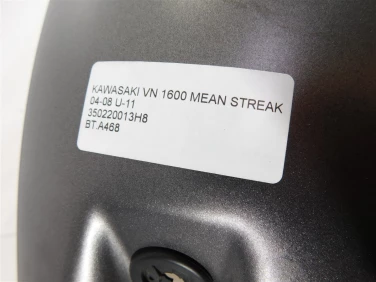 KAWASAKI VN 1600 MEAN STREAK
04-08 U-11
350220013H8
BT.A468